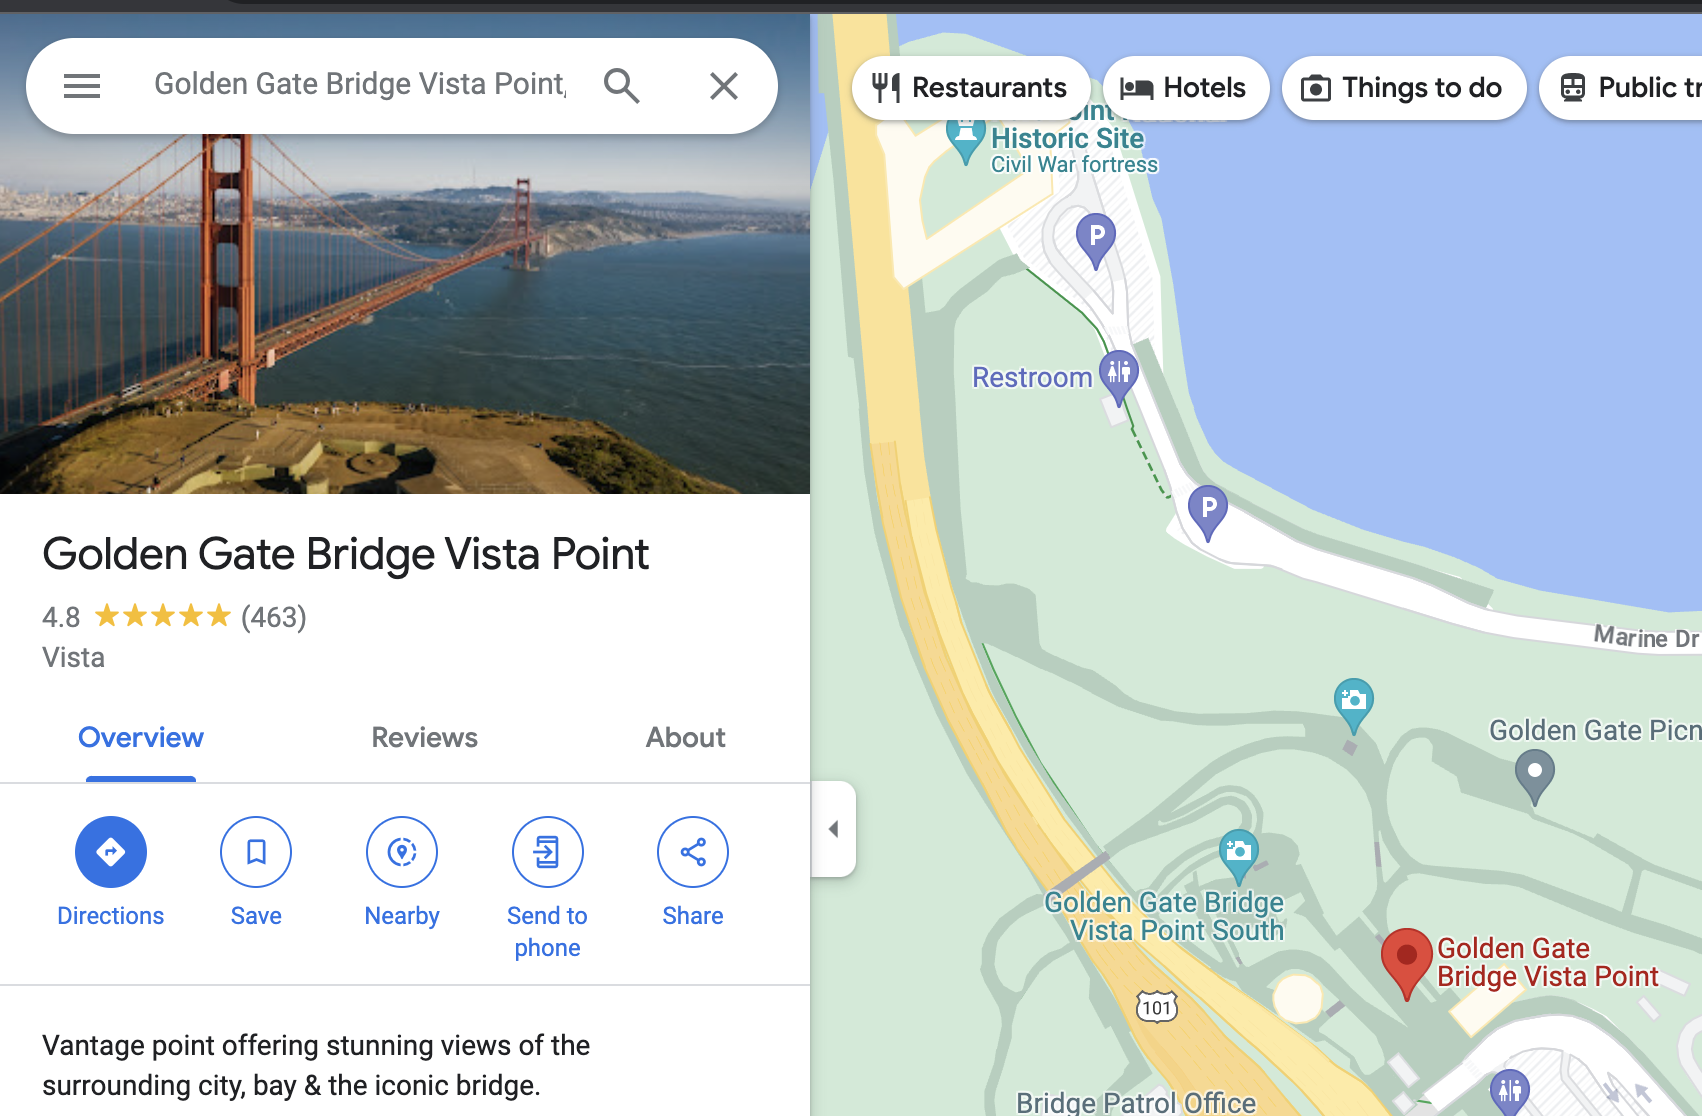 Golden Gate Bridge Vista Point,
Restaurants
Hotels
Things to do
Public tr
Historic Site
Civil War fortress
P
Restroom
P
Marine Dr
Golden Gate Picn
Golden Gate Bridge
Vista Point South
Golden Gate
Bridge Vista Point
101
Bridge Patrol Office
Golden Gate Bridge Vista Point
4.8 ★★★★★ (463)
Vista
Overview
Reviews
About
Directions
Save
Nearby
Send to
phone
Share
Vantage point offering stunning views of the
surrounding city, bay & the iconic bridge.